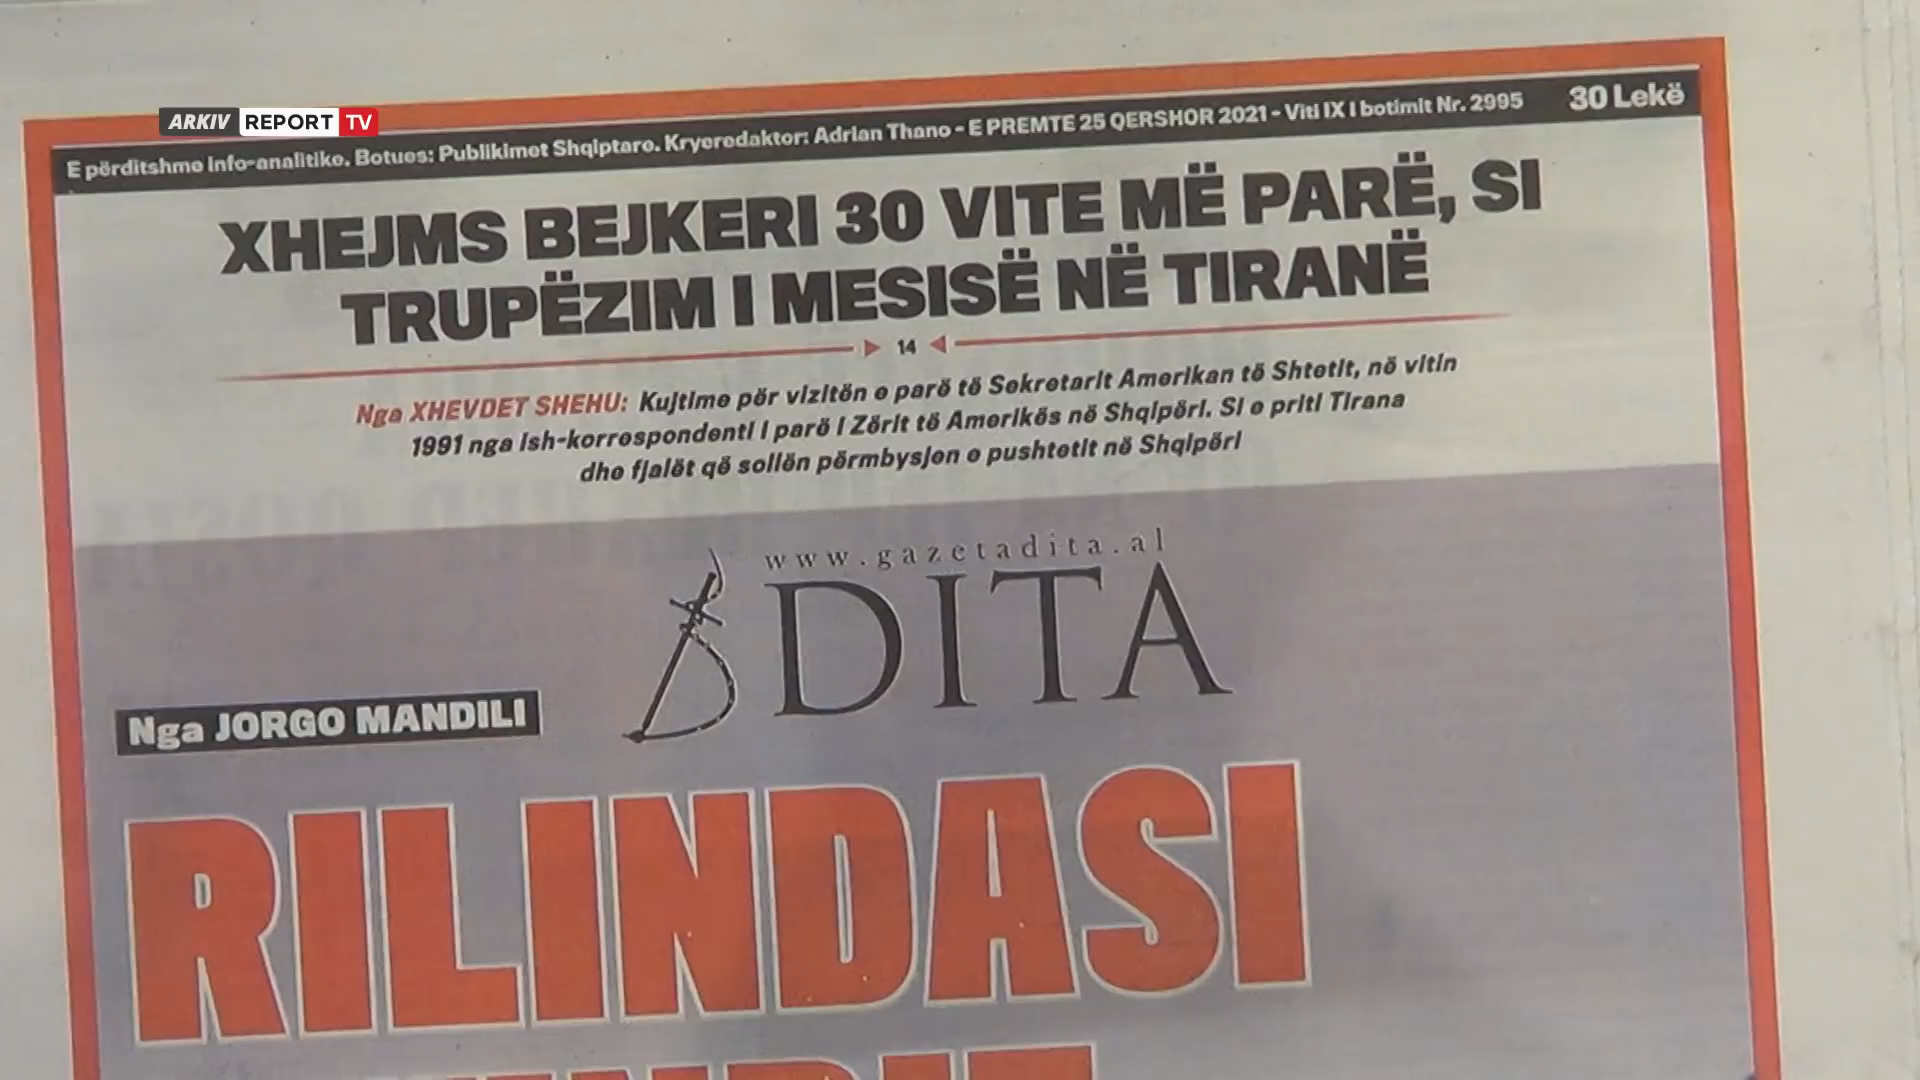 ARKIV REPORT TV
E përditshme info-analitike. Botues: Publikimet Shqiptare. Kryeredaktor: Adrian Thano - E PREMTE 25 QERSHOR 2021 - Viti IX i botimit Nr. 2995 30 Lekë
XHEJMS BEJKERI 30 VITE MË PARË, SI
TRUPËZIM I MESISË NË TIRANË
14
Nga XHEVDET SHEHU: Kujtime për vizitën e parë të Sekretarit Amerikan të Shtetit, në vitin
1991 nga ish-korrespondenti i parë i Zërit të Amerikës në Shqipëri. Si e priti Tirana
dhe fjalët që sollën përmbysjen e pushtetit në Shqipëri
www.gazetadita.al
DITA
Nga JORGO MANDILI
RILINDASI